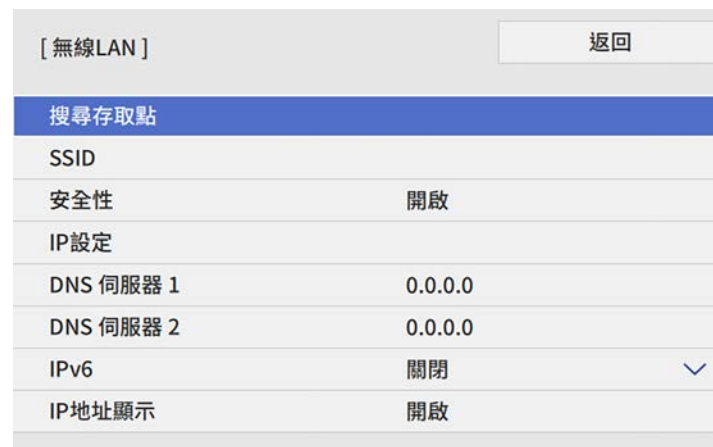 [ 無線LAN ] 返回
搜尋存取點
SSID
安全性 開啟
IP設定
DNS 伺服器 1 0.0.0.0
DNS 伺服器 2 0.0.0.0
IPv6 關閉
IP地址顯示 開啟